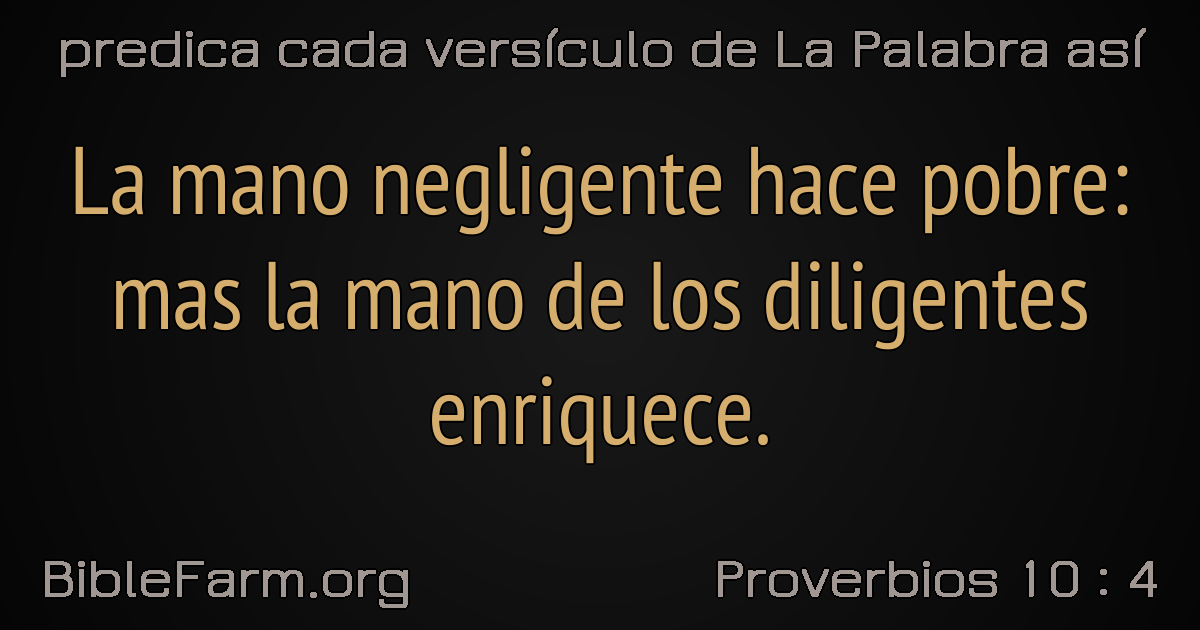 predica cada versículo de La Palabra así
La mano negligente hace pobre:
mas la mano de los diligentes
enriquece.
BibleFarm.org
Proverbios 10 : 4